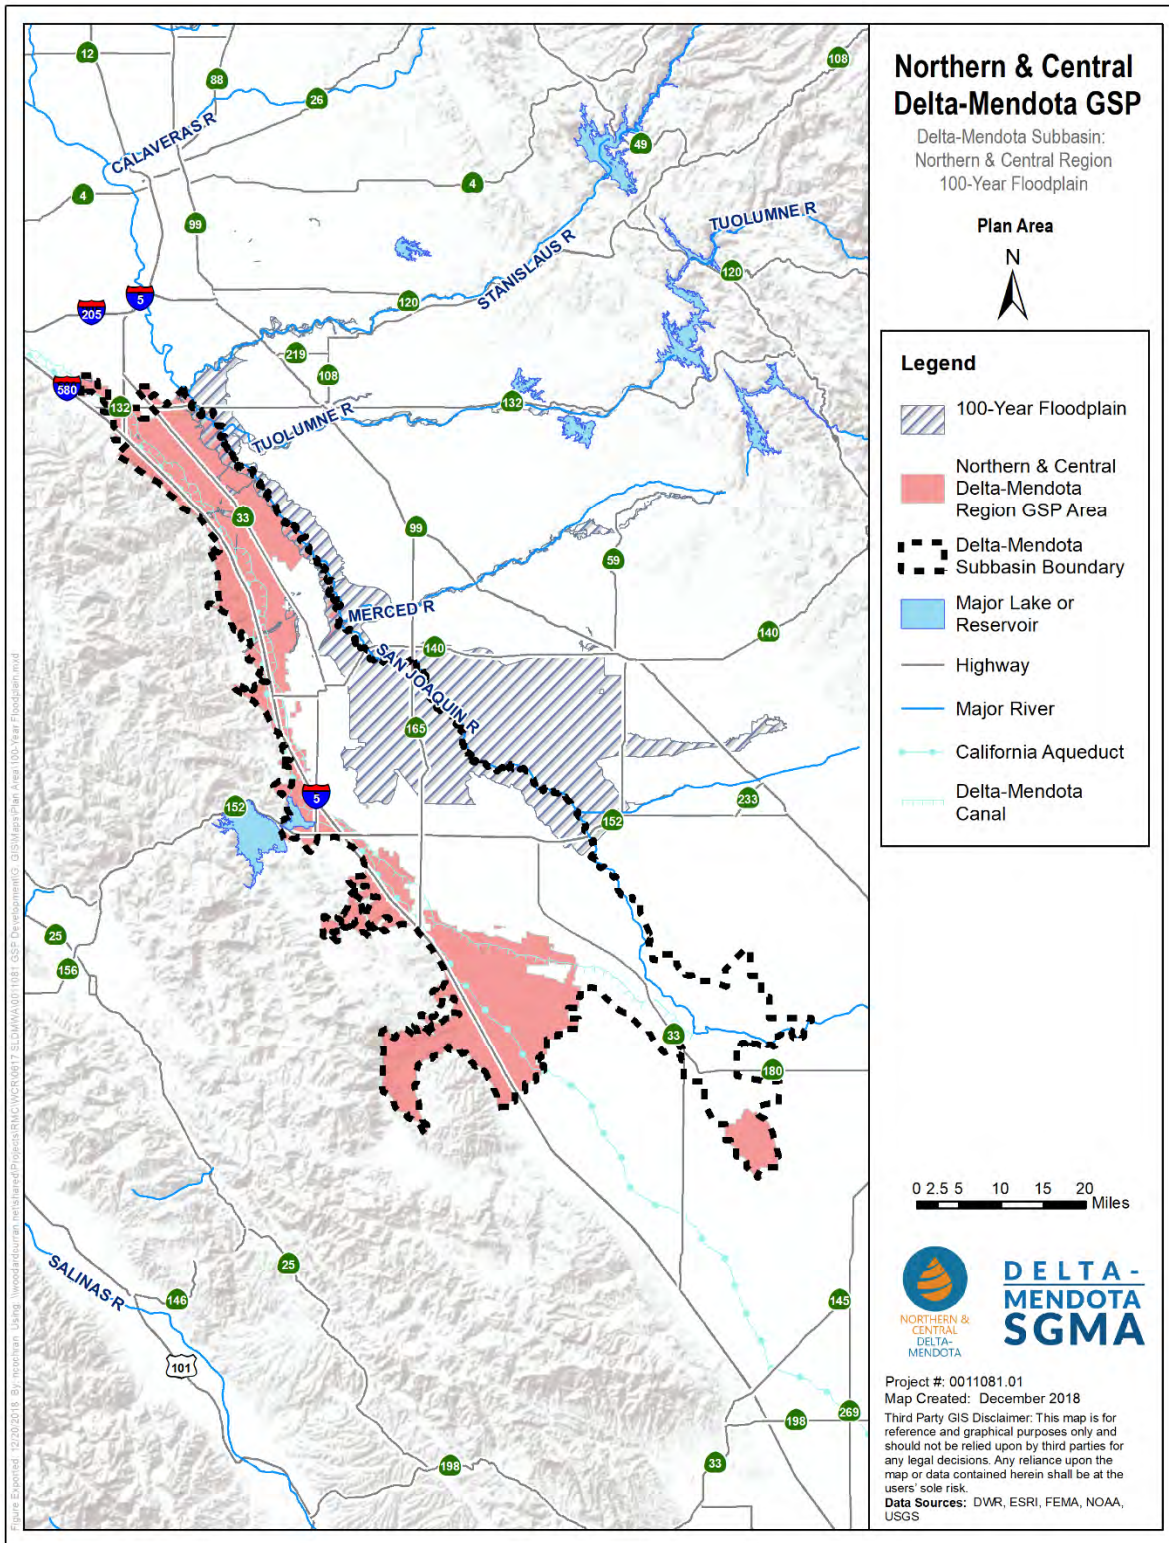 Northern & Central
Delta-Mendota GSP
Delta-Mendota Subbasin:
Northern & Central Region
100-Year Floodplain
Plan Area
N
Legend
100-Year Floodplain
Northern & Central
Delta-Mendota
Region GSP Area
Delta-Mendota
Subbasin Boundary
Major Lake or
Reservoir
Highway
Major River
California Aqueduct
Delta-Mendota
Canal
0 2.5 5 10 15 20
Miles
NORTHERN &
CENTRAL
DELTA-
MENDOTA
DELTA-
MENDOTA
SGMA
Project #: 0011081.01
Map Created: December 2018
Third Party GIS Disclaimer: This map is for
reference and graphical purposes only and
should not be relied upon by third parties for
any legal decisions. Any reliance upon the
map or data contained herein shall be at the
users' sole risk.
Data Sources: DWR, ESRI, FEMA, NOAA,
USGS
12
88
26
108
CALAVERAS R
49
4
4
99
TUOLUMNE R
STANISLAUS R
120
5
205
120
219
108
580
132
132
TUOLUMNE R
33
99
59
MERCED R
140
140
SAN JOAQUIN R
165
5
152
152
233
25
156
33
180
SALINAS R
25
146
145
101
269
198
198
33